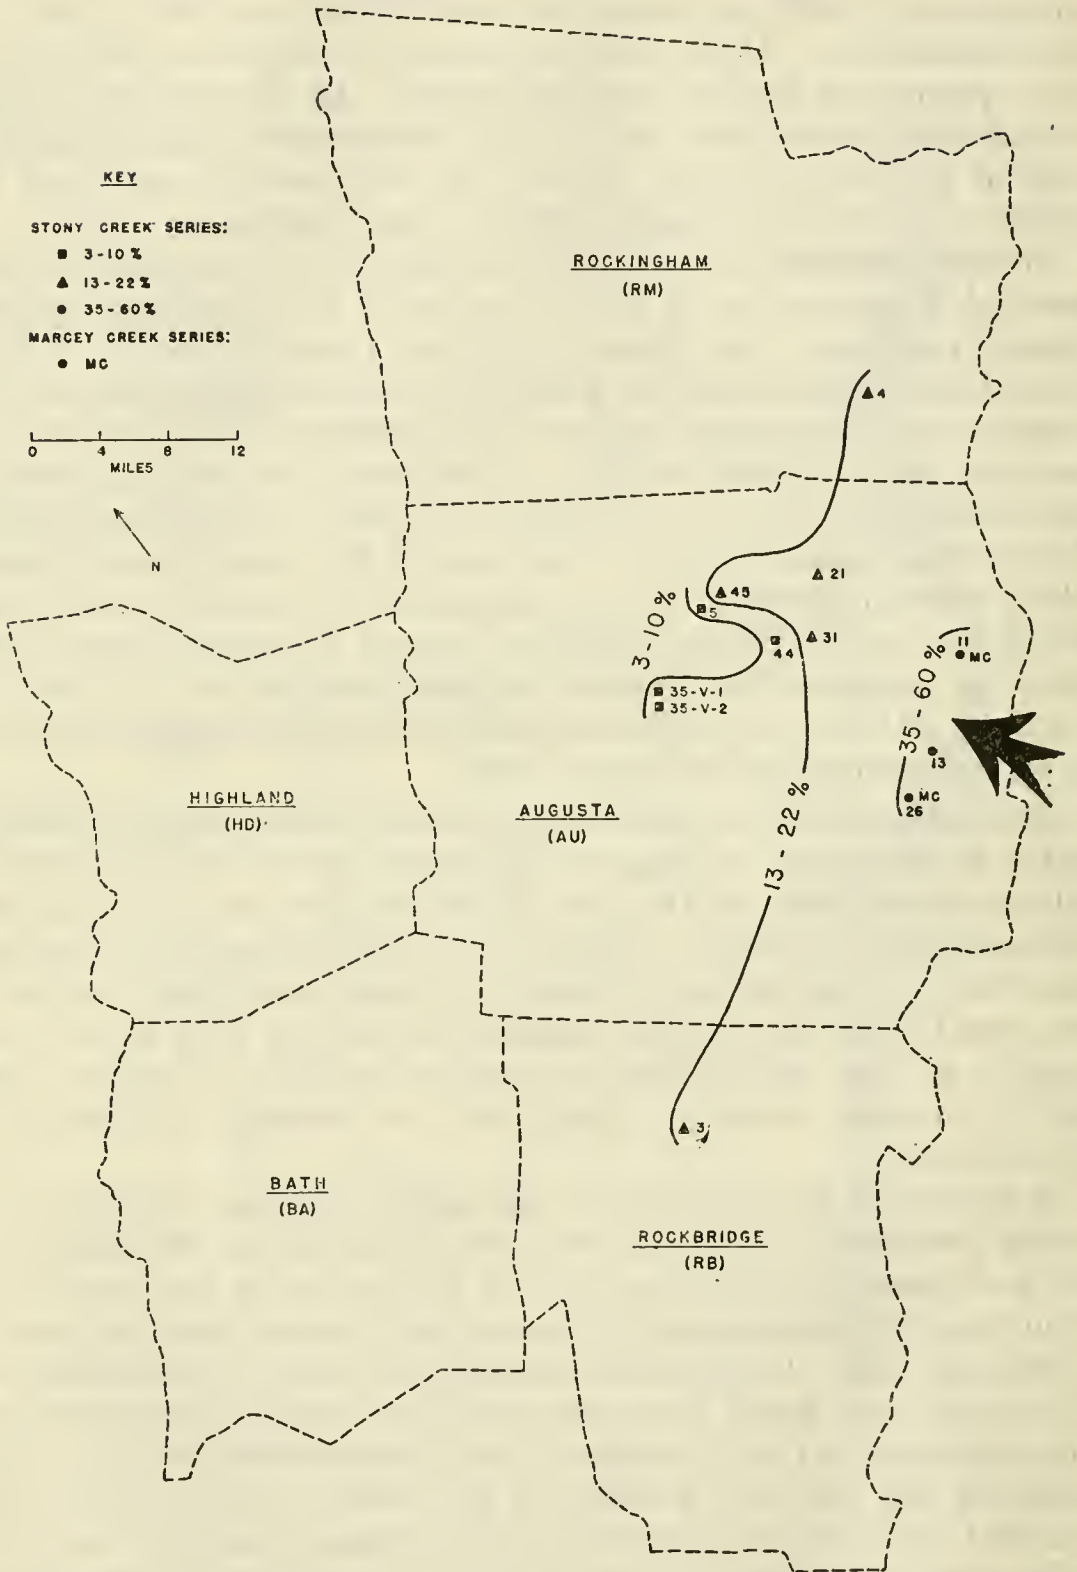 KEY
STONY CREEK SERIES:
■ 3-10%
▲ 13-22%
● 35-60%
MARCEY CREEK SERIES:
● MC
0 4 8 12
MILES
N
ROCKINGHAM
(RM)
4
21
45
5
3-10%
31
44
11
MC
35-V-1
35-V-2
35-60%
13
MC
26
HIGHLAND
(HD)
AUGUSTA
(AU)
13-22%
3
BATH
(BA)
ROCKBRIDGE
(RB)